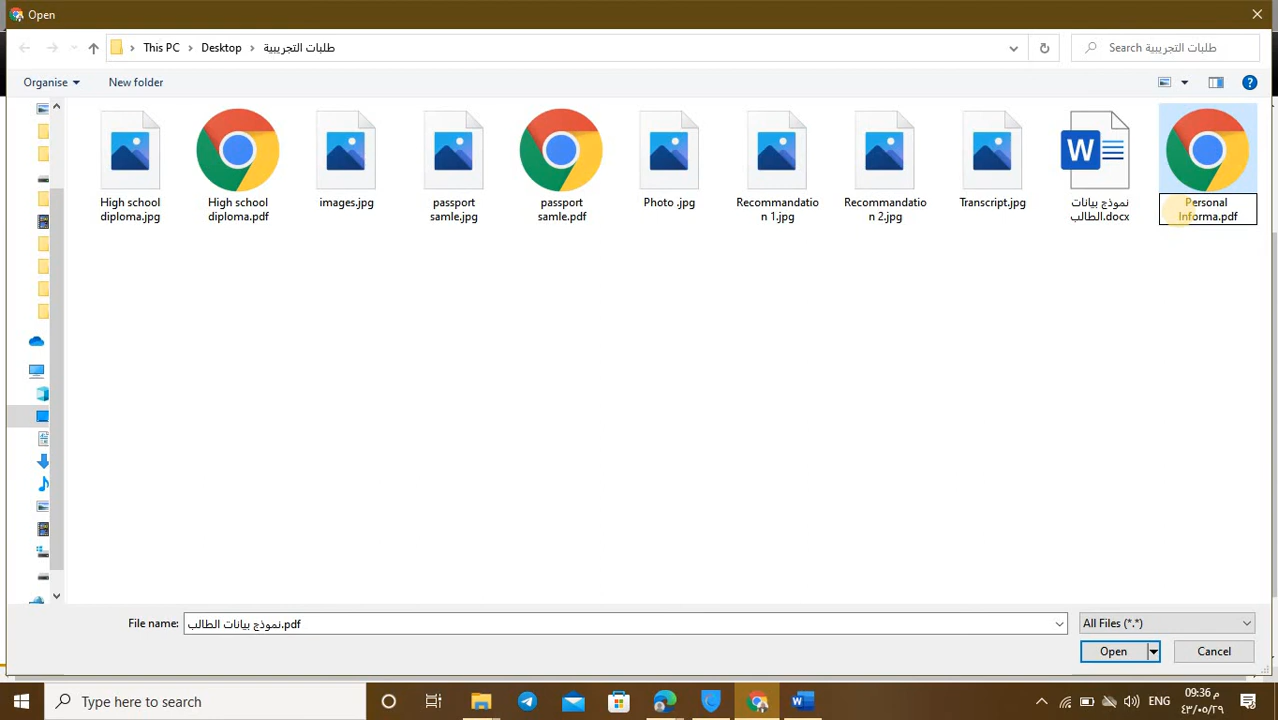 Open
This PC
Desktop
طلبات التجريبية
Search طلبات التجريبية
Organise
New folder
High school
diploma.jpg
High school
diploma.pdf
images.jpg
passport
samle.jpg
passport
samle.pdf
Photo .jpg
Recommandatio
n 1.jpg
Recommandatio
n 2.jpg
Transcript.jpg
W
نموذج بيانات
الطالب.docx
Personal
Informa.pdf
File name:
نموذج بيانات الطالب.pdf
All Files (*.*)
Open
Cancel
Type here to search
W
ENG
09:36 م
٤٣/٠٥/٢٩